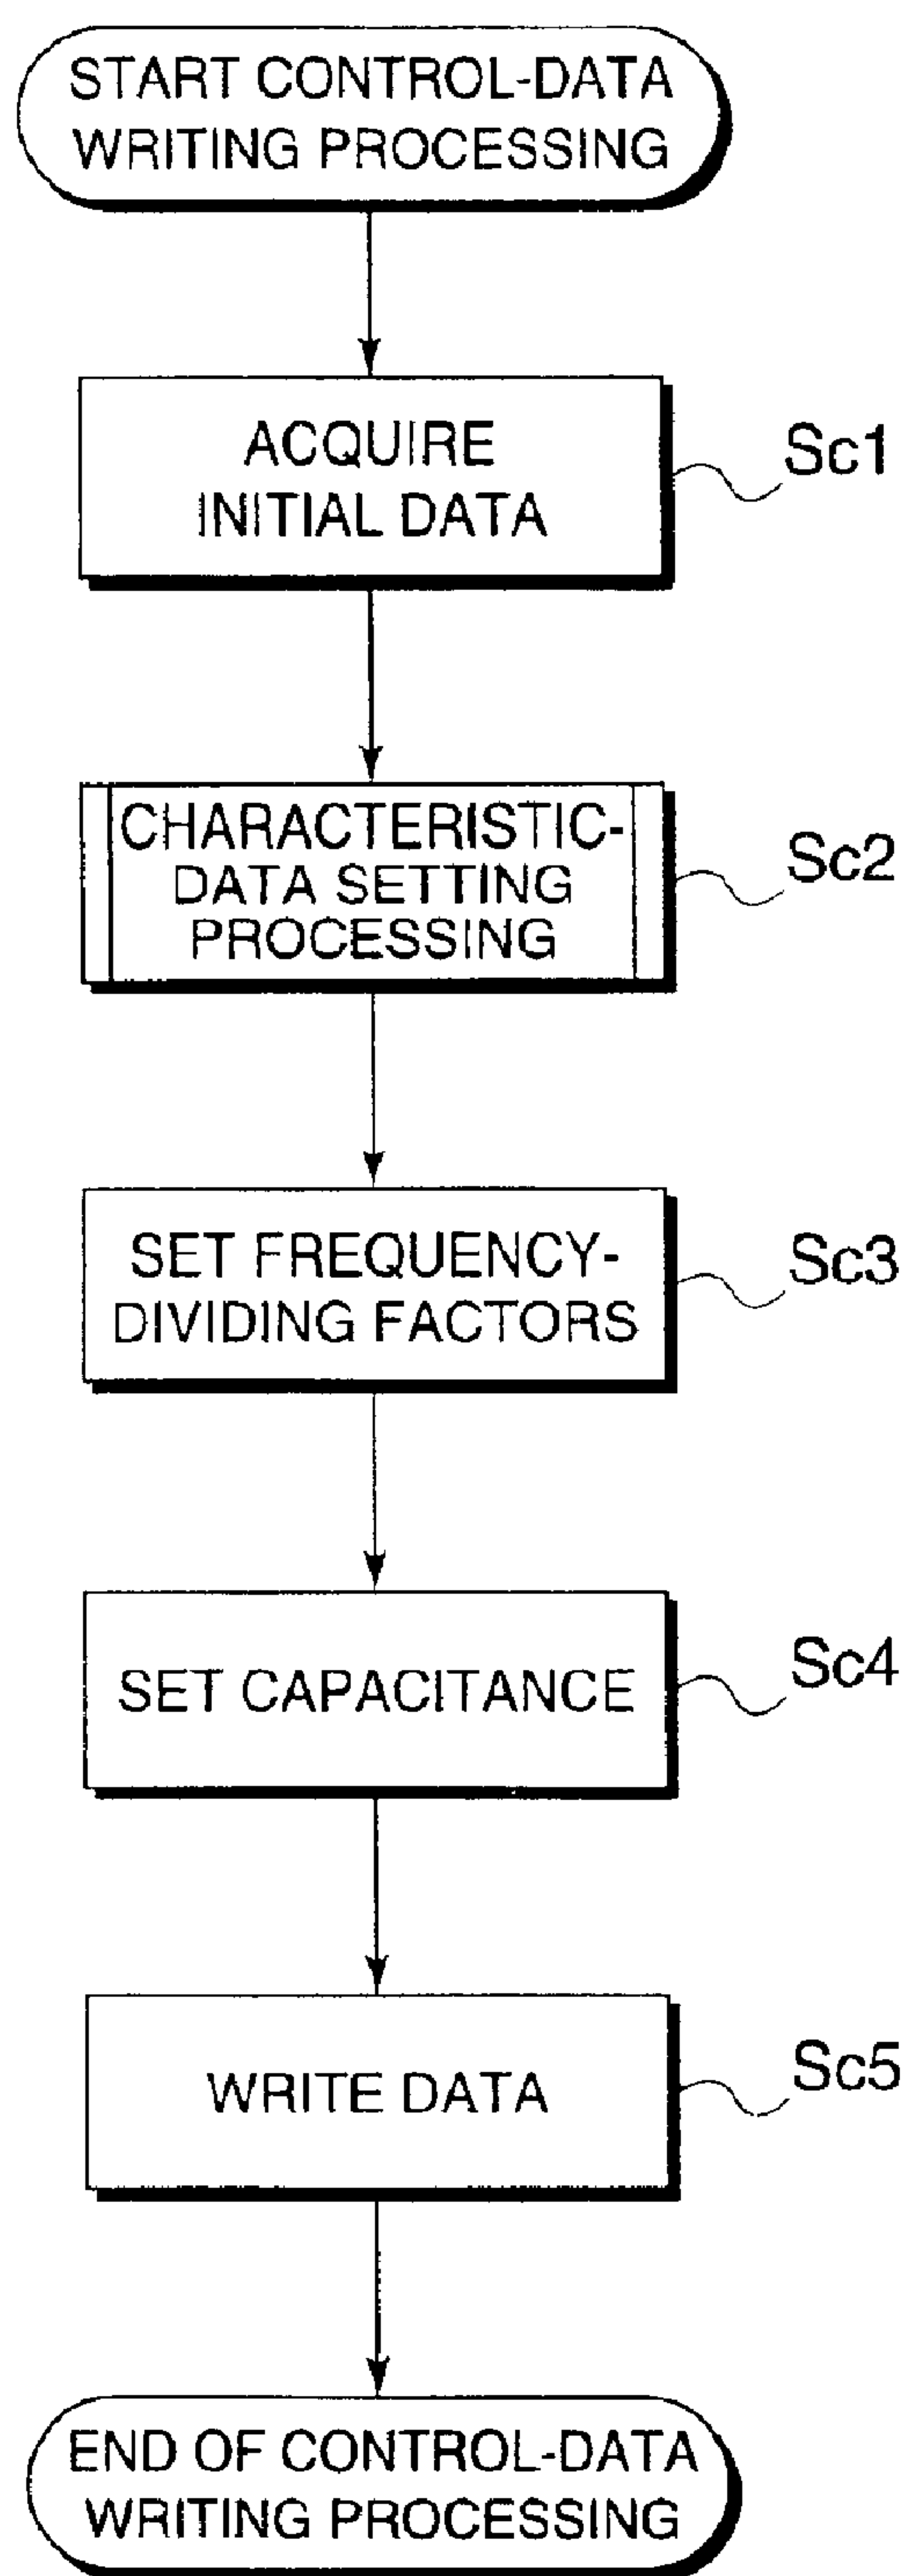 START CONTROL-DATA
WRITING PROCESSING
ACQUIRE
INITIAL DATA
Sc1
CHARACTERISTIC-
DATA SETTING
PROCESSING
Sc2
SET FREQUENCY-
DIVIDING FACTORS
Sc3
SET CAPACITANCE
Sc4
WRITE DATA
Sc5
END OF CONTROL-DATA
WRITING PROCESSING